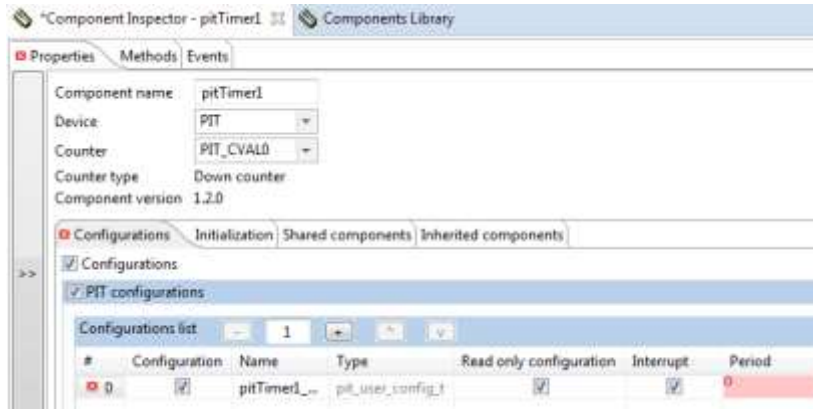 *Component Inspector - pitTimer1 Components Library
Properties Methods Events
Component name pitTimer1
Device PIT
Counter PIT_CVAL0
Counter type Down counter
Component version 1.2.0
Configurations Initialization Shared components Inherited components
>>
Configurations
PIT configurations
Configurations list - 1 + ^ v
# Configuration Name Type Read only configuration Interrupt Period
0 pitTimer1_... pit_user_config_t 0